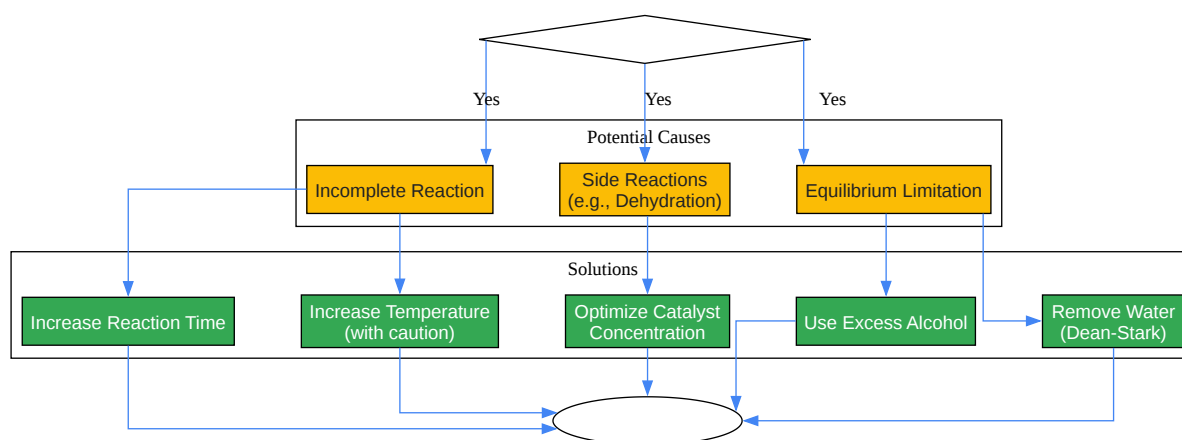 Yes
Yes
Yes
Potential Causes
Incomplete Reaction
Side Reactions
(e.g., Dehydration)
Equilibrium Limitation
Solutions
Increase Reaction Time
Increase Temperature
(with caution)
Optimize Catalyst
Concentration
Use Excess Alcohol
Remove Water
(Dean-Stark)